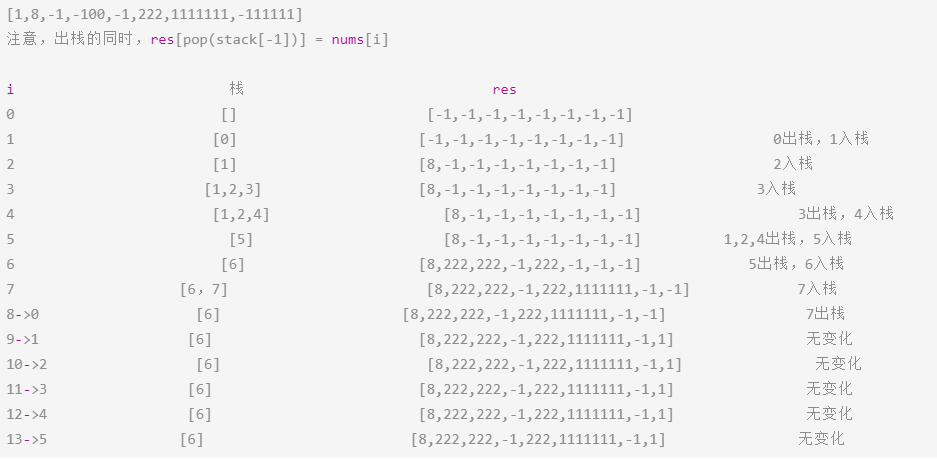 [1,8,-1,-100,-1,222,1111111,-111111]
注意，出栈的同时，res[pop(stack[-1])] = nums[i]
i 栈 res
0 [] [-1,-1,-1,-1,-1,-1,-1,-1]
1 [0] [-1,-1,-1,-1,-1,-1,-1,-1] 0出栈，1入栈
2 [1] [8,-1,-1,-1,-1,-1,-1,-1] 2入栈
3 [1,2,3] [8,-1,-1,-1,-1,-1,-1,-1] 3入栈
4 [1,2,4] [8,-1,-1,-1,-1,-1,-1,-1] 3出栈，4入栈
5 [5] [8,-1,-1,-1,-1,-1,-1,-1] 1,2,4出栈，5入栈
6 [6] [8,222,222,-1,222,-1,-1,-1] 5出栈，6入栈
7 [6，7] [8,222,222,-1,222,1111111,-1,-1] 7入栈
8->0 [6] [8,222,222,-1,222,1111111,-1,-1] 7出栈
9->1 [6] [8,222,222,-1,222,1111111,-1,1] 无变化
10->2 [6] [8,222,222,-1,222,1111111,-1,1] 无变化
11->3 [6] [8,222,222,-1,222,1111111,-1,1] 无变化
12->4 [6] [8,222,222,-1,222,1111111,-1,1] 无变化
13->5 [6] [8,222,222,-1,222,1111111,-1,1] 无变化